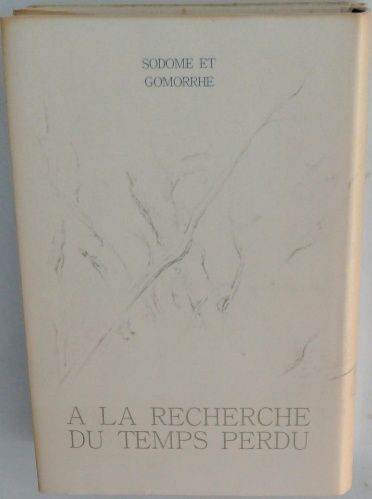 SODOME ET
GOMORRHE
A LA RECHERCHE
DU TEMPS PERDU